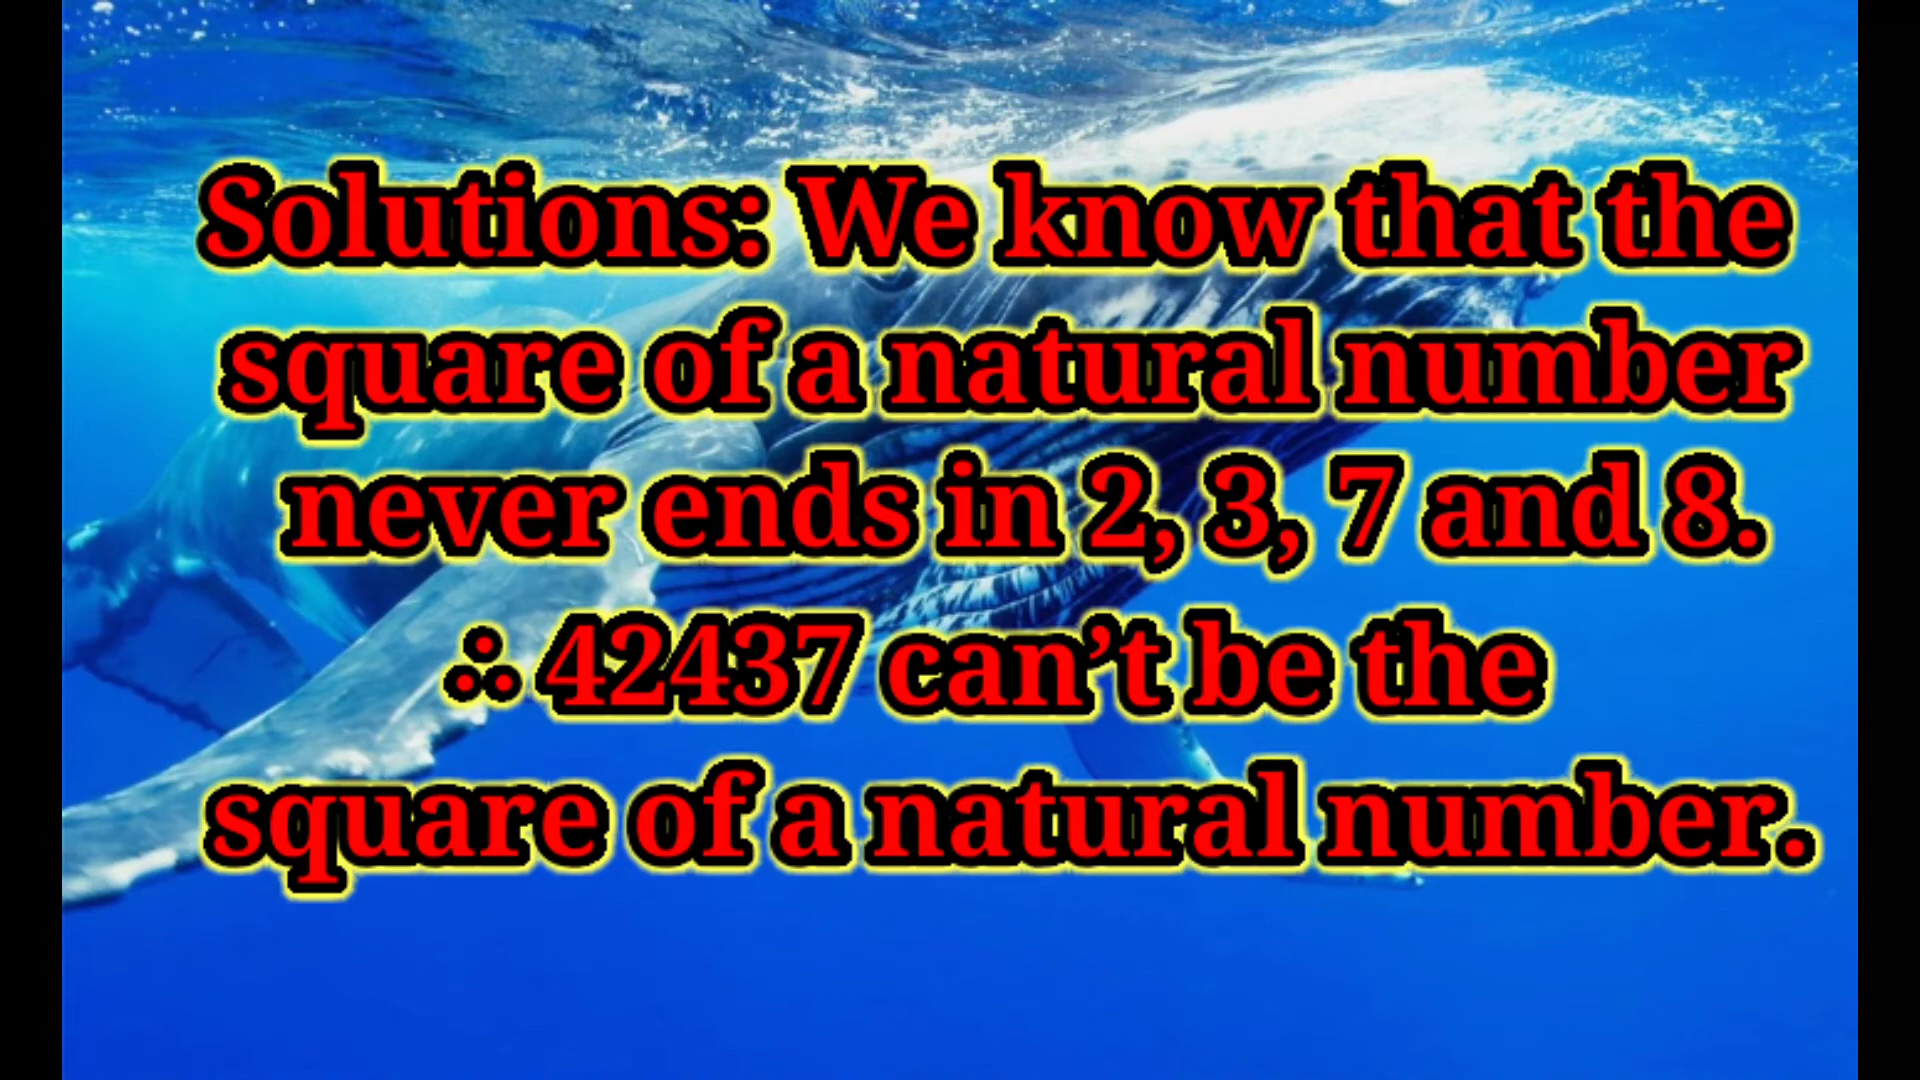 Solutions: We know that the
square of a natural number
never ends in 2, 3, 7 and 8.
∴ 42437 can’t be the
square of a natural number.